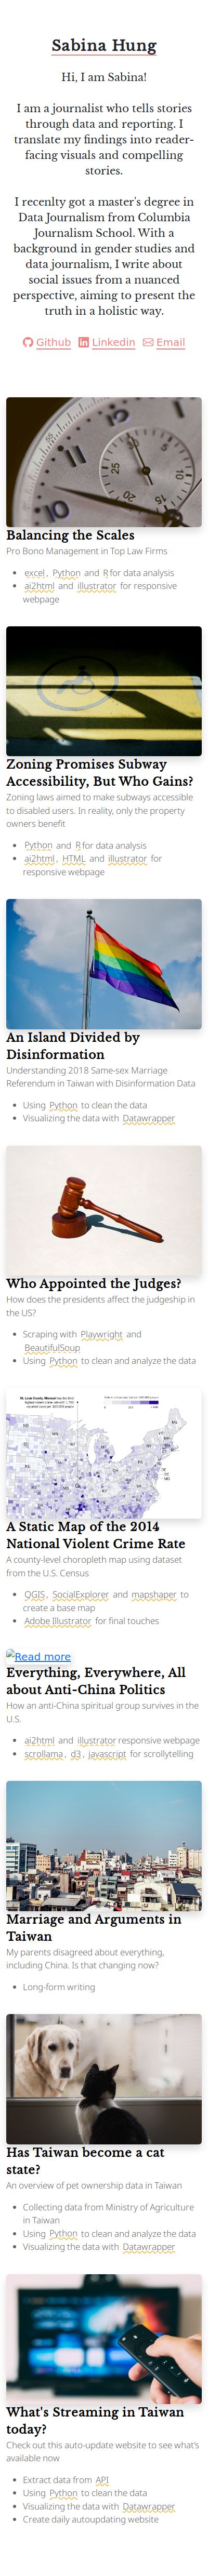 Sabina Hung
Hi, I am Sabina!
I am a journalist who tells stories
through data and reporting. I
translate my findings into reader-
facing visuals and compelling
stories.
I recenlty got a master's degree in
Data Journalism from Columbia
Journalism School. With a
background in gender studies and
data journalism, I write about
social issues from a nuanced
perspective, aiming to present the
truth in a holistic way.
Github Linkedin Email
Balancing the Scales
Pro Bono Management in Top Law Firms
excel, Python and R for data analysis
ai2html and illustrator for responsive
webpage
Zoning Promises Subway
Accessibility, But Who Gains?
Zoning laws aimed to make subways accessible
to disabled users. In reality, only the property
owners benefit
Python and R for data analysis
ai2html, HTML and illustrator for
responsive webpage
An Island Divided by
Disinformation
Understanding 2018 Same-sex Marriage
Referendum in Taiwan with Disinformation Data
Using Python to clean the data
Visualizing the data with Datawrapper
Who Appointed the Judges?
How does the presidents affect the judgeship in
the US?
Scraping with Playwright and
BeautifulSoup
Using Python to clean and analyze the data
A Static Map of the 2014
National Violent Crime Rate
A county-level choropleth map using dataset
from the U.S. Census
QGIS, SocialExplorer and mapshaper to
create a base map
Adobe Illustrator for final touches
Read more
Everything, Everywhere, All
about Anti-China Politics
How an anti-China spiritual group survives in the
U.S.
ai2html and illustrator responsive webpage
scrollama, d3, javascript for scrollytelling
Marriage and Arguments in
Taiwan
My parents disagreed about everything,
including China. Is that changing now?
Long-form writing
Has Taiwan become a cat
state?
An overview of pet ownership data in Taiwan
Collecting data from Ministry of Agriculture
in Taiwan
Using Python to clean and analyze the data
Visualizing the data with Datawrapper
What's Streaming in Taiwan
today?
Check out this auto-update website to see what's
available now
Extract data from API
Using Python to clean the data
Visualizing the data with Datawrapper
Create daily autoupdating website